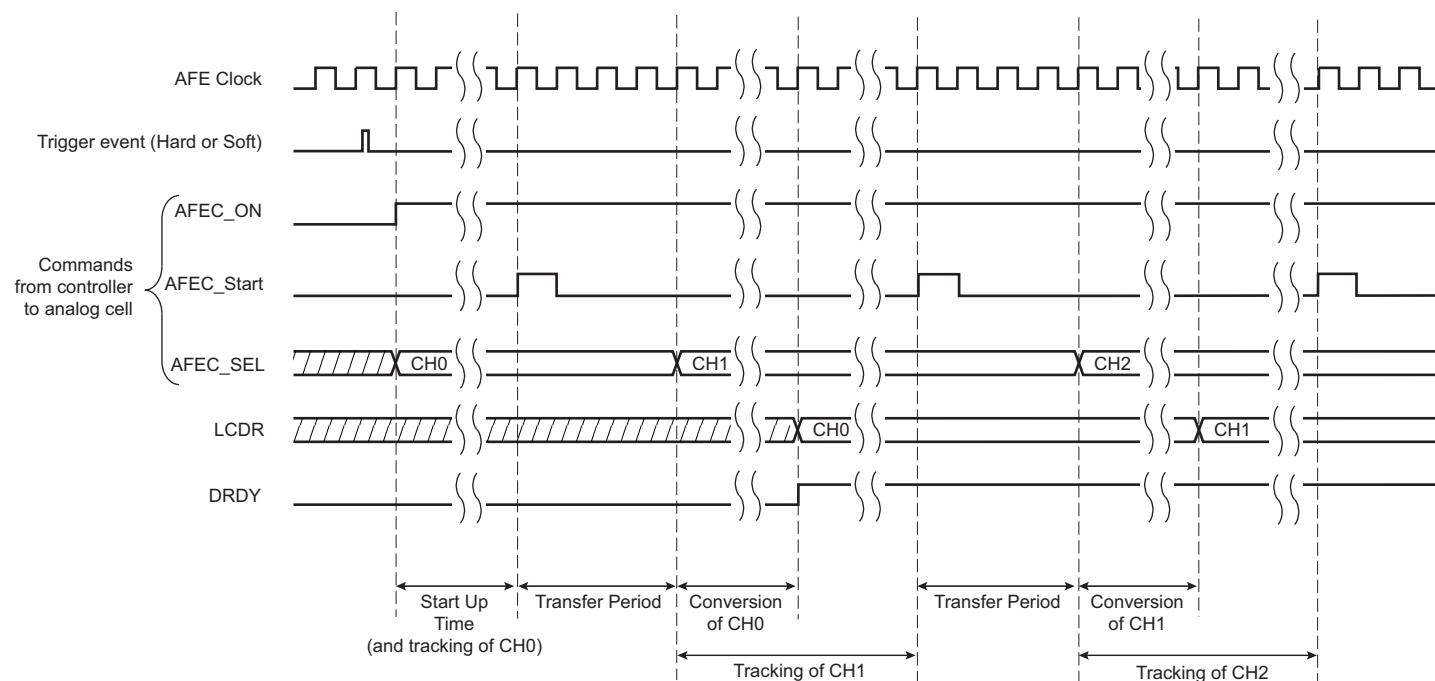 AFE Clock
Trigger event (Hard or Soft)
AFEC_ON
Commands
from controller
to analog cell
AFEC_Start
AFEC_SEL
CH0
CH1
CH2
LCDR
CH0
CH1
DRDY
Start Up
Time
(and tracking of CH0)
Transfer Period
Conversion
of CH0
Transfer Period
Conversion
of CH1
Tracking of CH1
Tracking of CH2